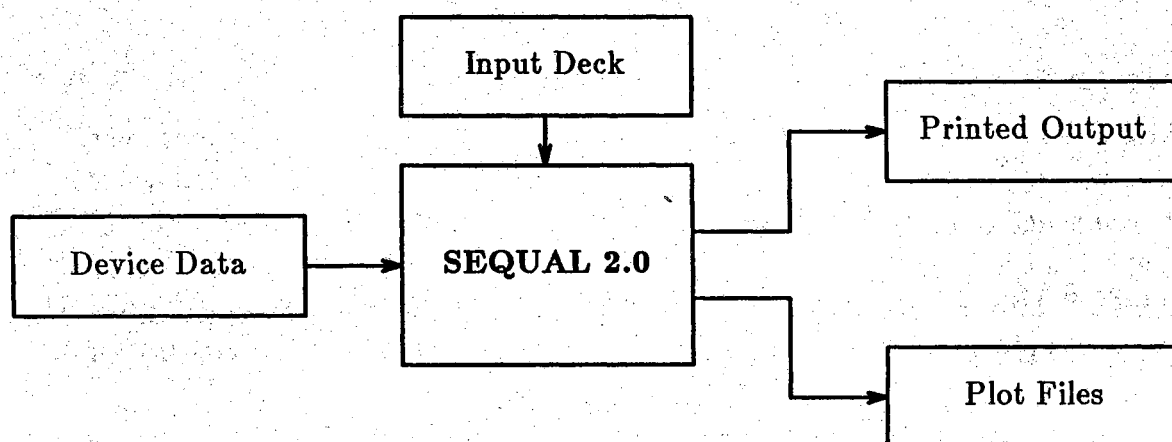 Input Deck
Printed Output
Device Data
SEQUAL 2.0
Plot Files